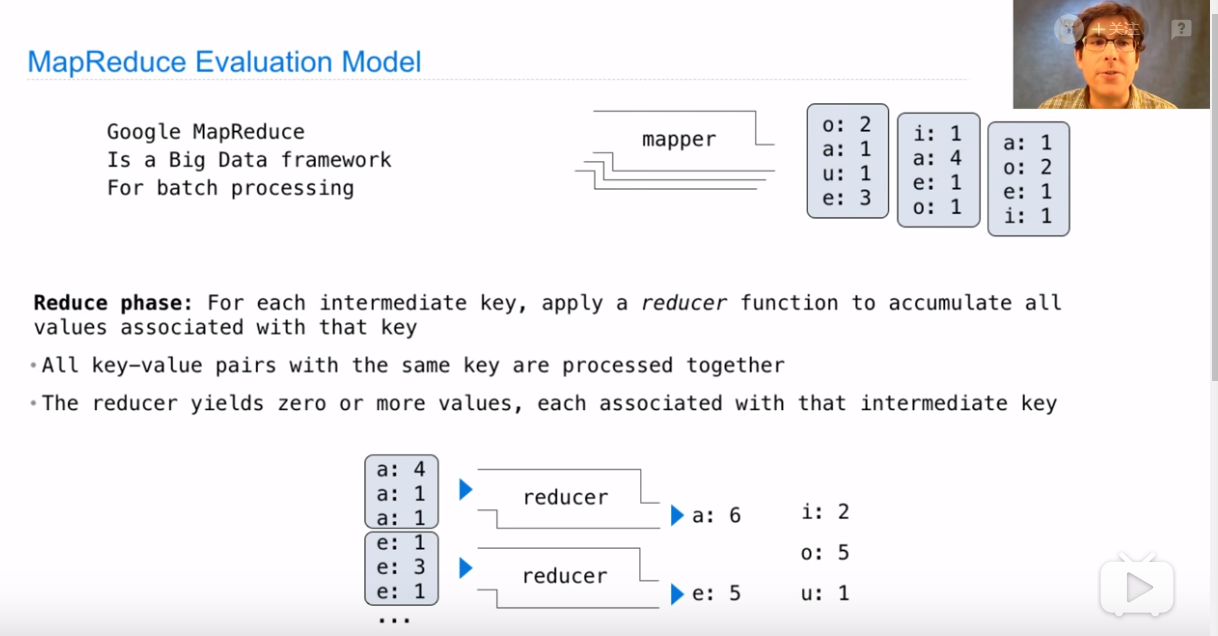 MapReduce Evaluation Model
+ 关注
?
Google MapReduce
Is a Big Data framework
For batch processing
mapper
o: 2
a: 1
u: 1
e: 3
i: 1
a: 4
e: 1
o: 1
a: 1
o: 2
e: 1
i: 1
Reduce phase: For each intermediate key, apply a reducer function to accumulate all
values associated with that key
•All key–value pairs with the same key are processed together
•The reducer yields zero or more values, each associated with that intermediate key
a: 4
a: 1
a: 1
e: 1
e: 3
e: 1
...
reducer
a: 6
reducer
e: 5
i: 2
o: 5
u: 1